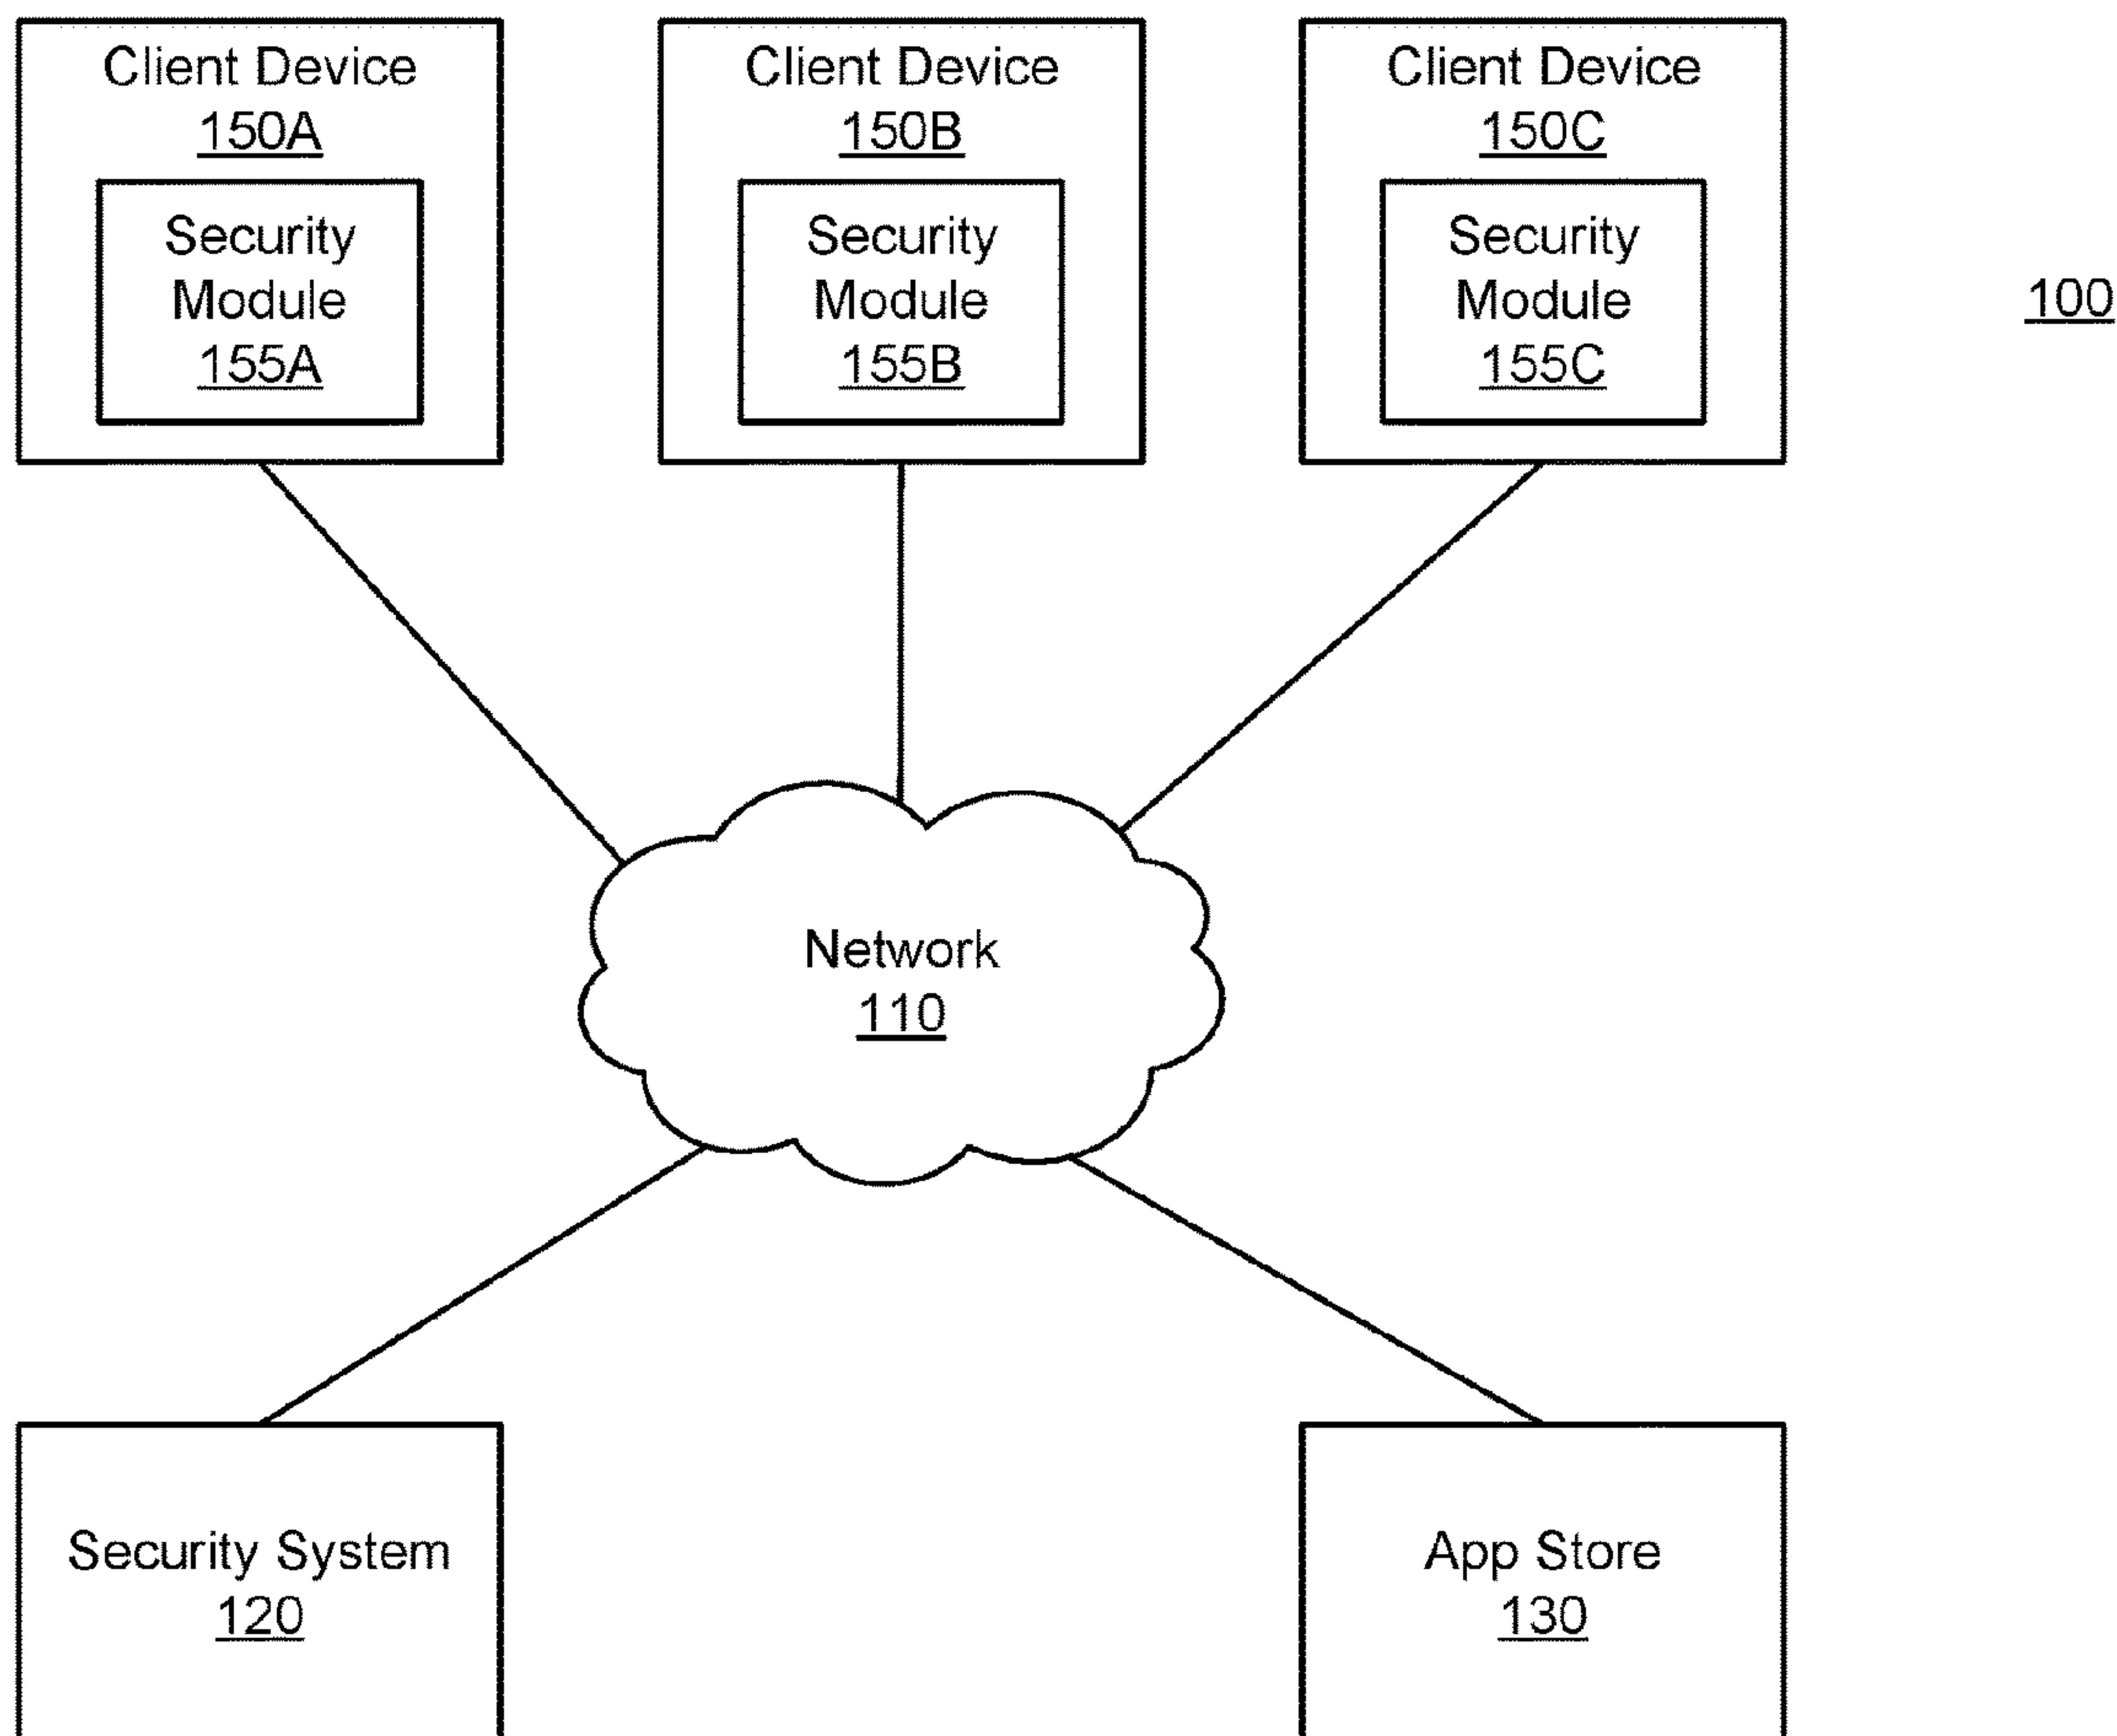 Client Device
150A
Security
Module
155A
Client Device
150B
Security
Module
155B
Client Device
150C
Security
Module
155C
100
Network
110
Security System
120
App Store
130